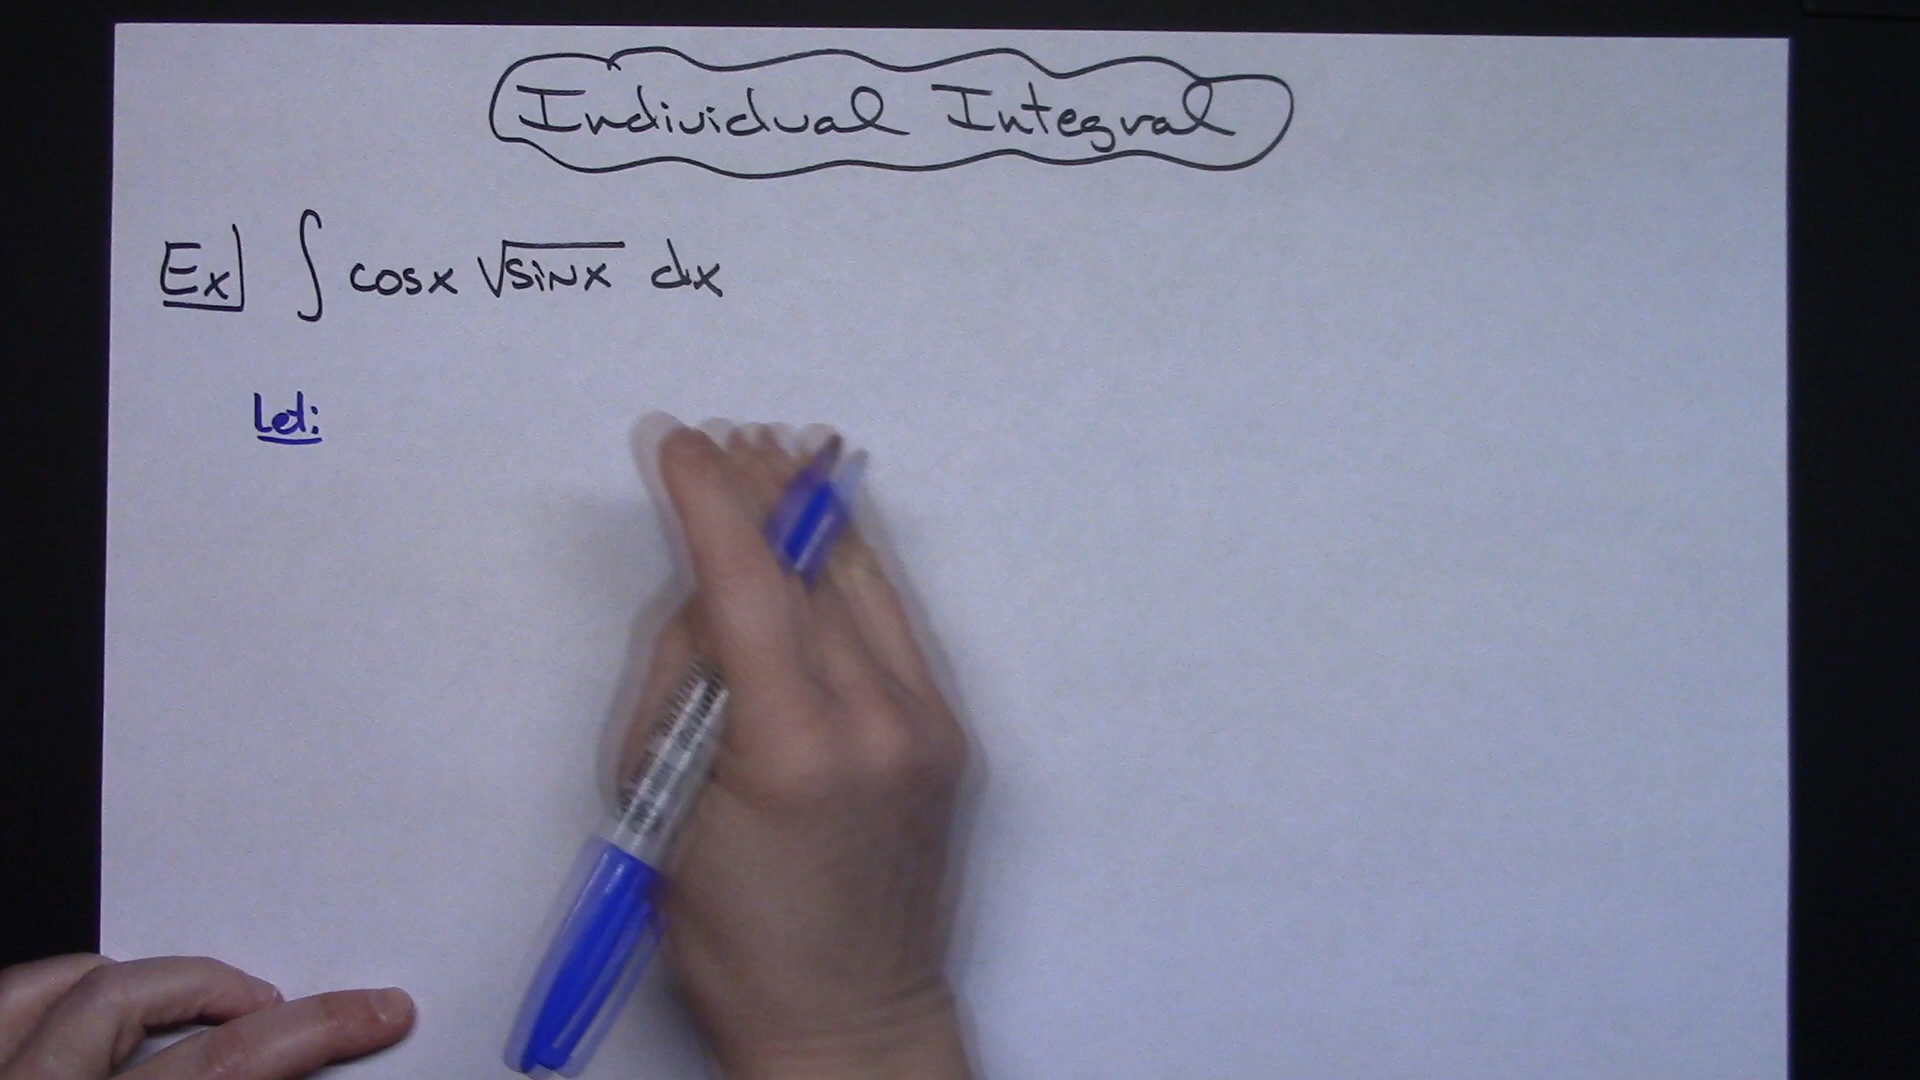 Individual Integral
Ex] ∫ cosx √sinx dx
Let: